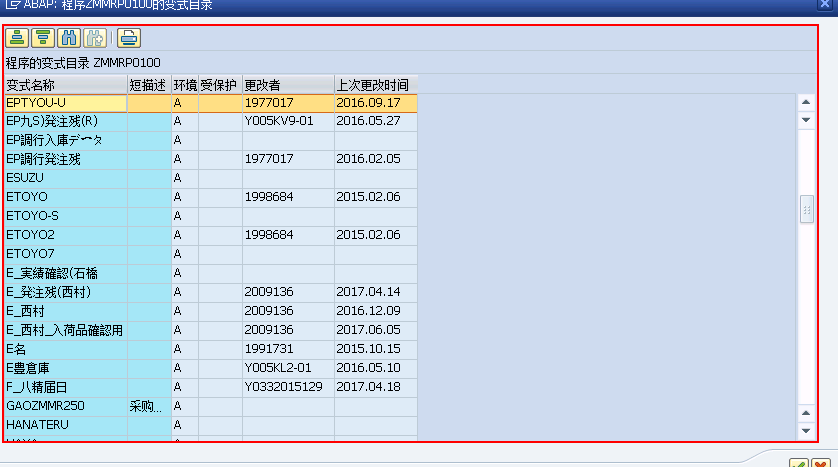 ABAP: 程序ZMMRP0100的变式目录
程序的变式目录 ZMMRP0100
变式名称 短描述 环境 受保护 更改者 上次更改时间
EPTYOU-U A 1977017 2016.09.17
EP九S)発注残(R) A Y005KV9-01 2016.05.27
EP調行入庫データ A
EP調行発注残 A 1977017 2016.02.05
ESUZU A
ETOYO A 1998684 2015.02.06
ETOYO-S A
ETOYO2 A 1998684 2015.02.06
ETOYO7 A
E_実績確認(石橋 A
E_発注残(西村) A 2009136 2017.04.14
E_西村 A 2009136 2016.12.09
E_西村_入荷品確認用 A 2009136 2017.06.05
E名 A 1991731 2015.10.15
E豊倉庫 A Y005KL2-01 2016.05.10
F_八精届日 A Y0332015129 2017.04.18
GAOZMMR250 采购... A
HANATERU A